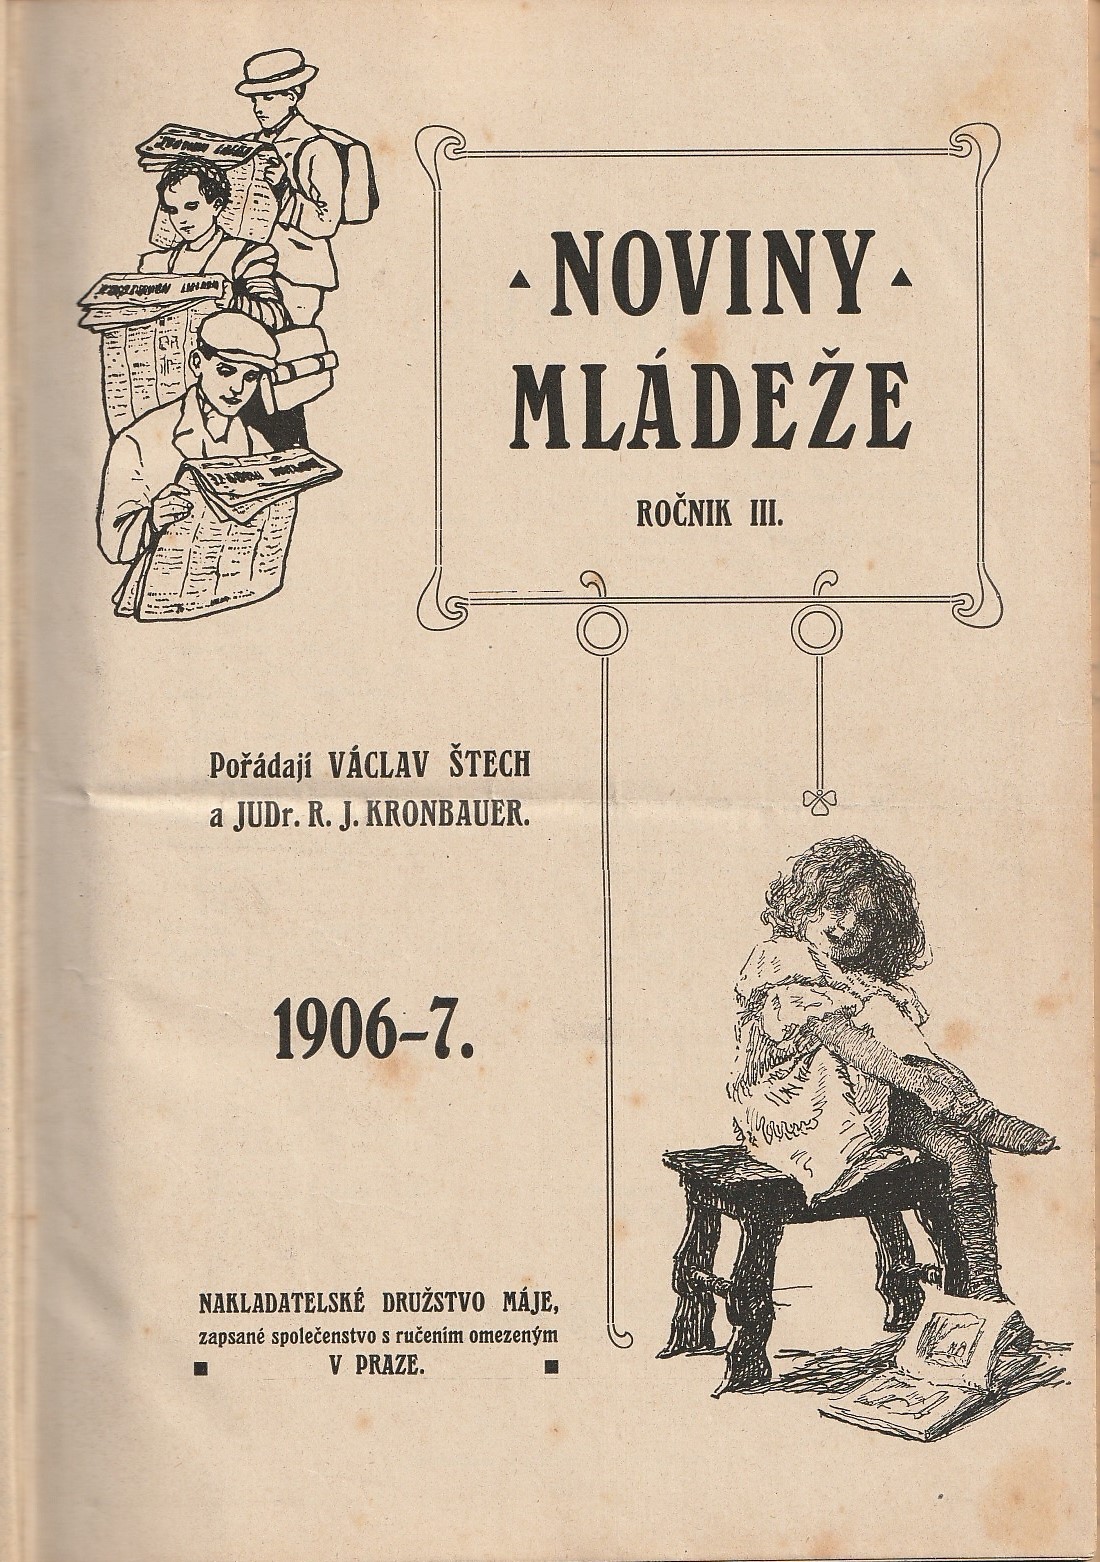 NOVINY
MLÁDEŽE
ROČNIK III.
Pořádají VÁCLAV ŠTECH
a JUDr. R. J. KRONBAUER.
1906-7.
NAKLADATELSKÉ DRUŽSTVO MÁJE,
zapsané společenstvo s ručením omezeným
V PRAZE.